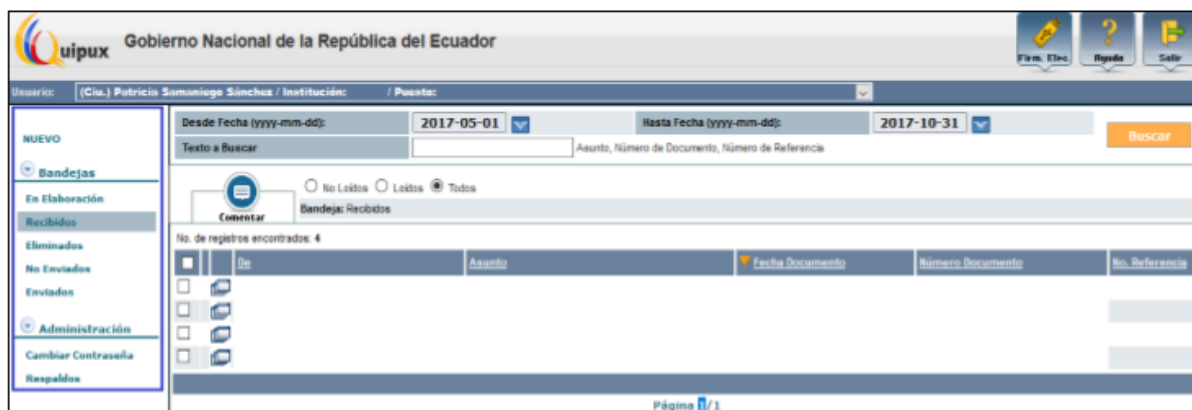 Quipux
Gobierno Nacional de la República del Ecuador
Firm. Elec.
Ayuda
Salir
Usuario: (Ciu.) Patricia Samaniego Sánchez / Institución: / Puesto:
NUEVO
Bandejas
En Elaboración
Recibidos
Eliminados
No Enviados
Enviados
Administración
Cambiar Contraseña
Respaldos
Desde Fecha (yyyy-mm-dd): 2017-05-01 Hasta Fecha (yyyy-mm-dd): 2017-10-31
Buscar
Texto a Buscar Asunto, Número de Documento, Número de Referencia
Comentar
No Leidos Leidos Todos
Bandeja: Recibidos
No. de registros encontrados: 4
De Asunto Fecha Documento Número Documento No. Referencia
Página 1/1